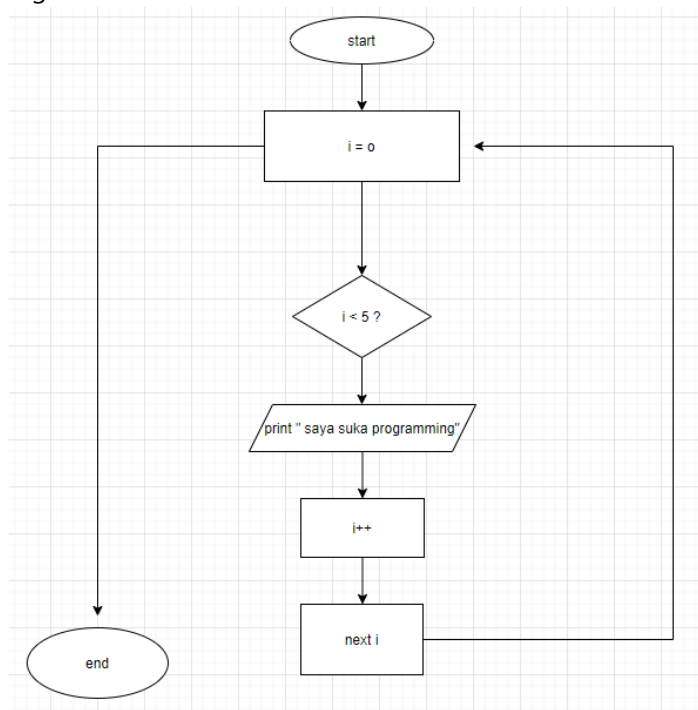 start
i = o
i < 5 ?
print " saya suka programming"
i++
next i
end